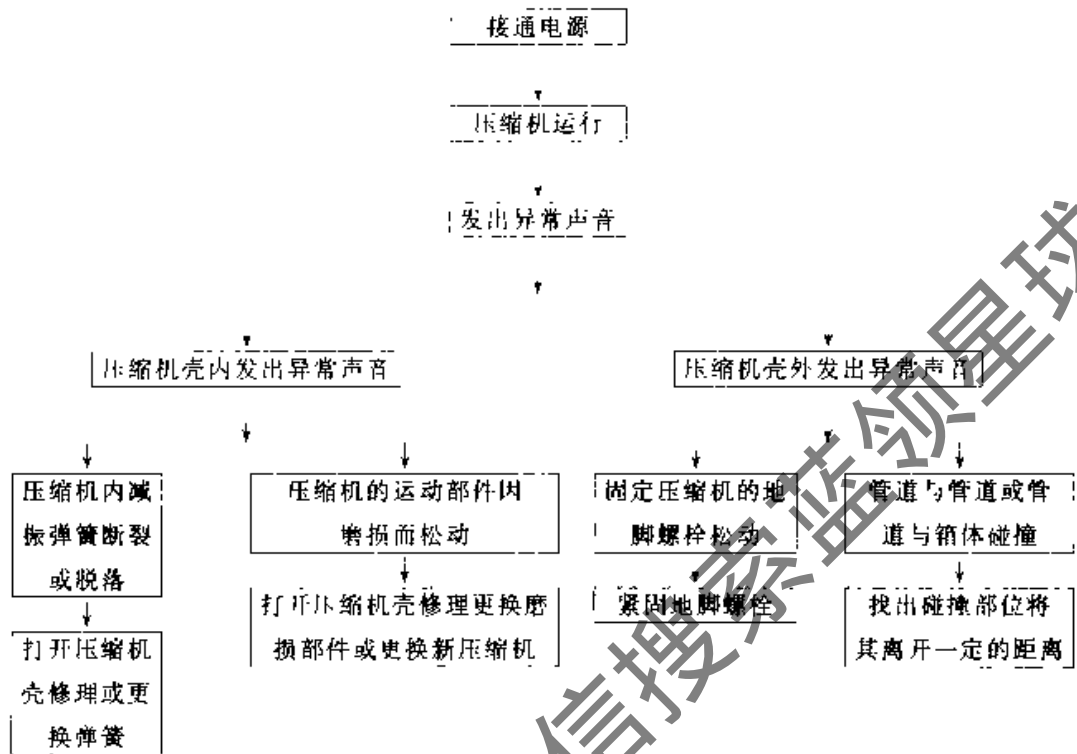 接通电源
压缩机运行
发出异常声音
压缩机壳内发出异常声音
压缩机壳外发出异常声音
压缩机内减
振弹簧断裂
或脱落
压缩机的运动部件因
磨损而松动
固定压缩机的地
脚螺栓松动
管道与管道或管
道与箱体碰撞
打开压缩机
壳修理或更
换弹簧
打开压缩机壳修理更换磨
损部件或更换新压缩机
紧固地脚螺栓
找出碰撞部位将
其离开一定的距离
信搜索蓝领星球